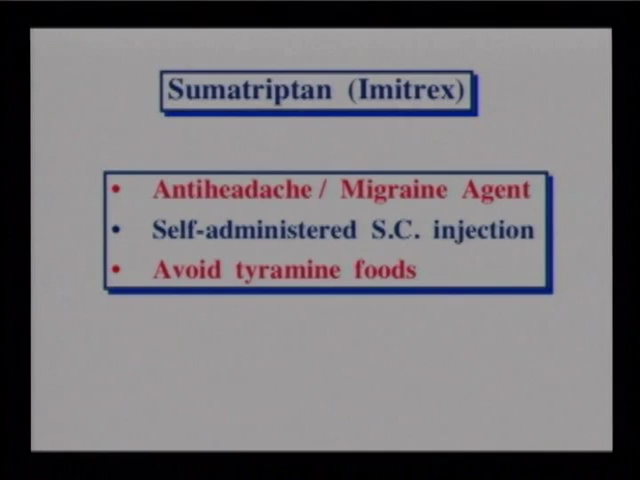 Sumatriptan (Imitrex)
• Antiheadache / Migraine Agent
• Self-administered S.C. injection
• Avoid tyramine foods